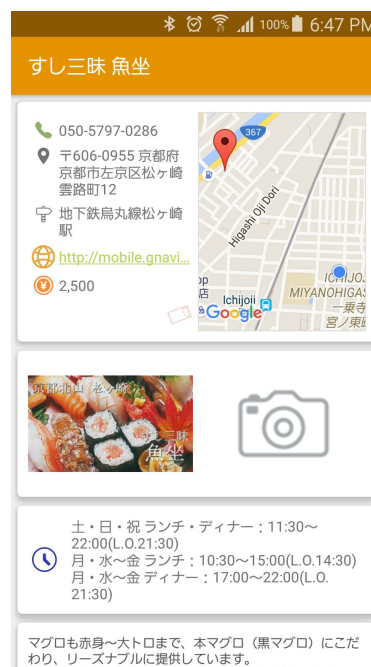 100% 6:47 PM
すし三昧 魚坐
050-5797-0286
〒606-0955 京都府
京都市左京区松ヶ崎
雲路町12
地下鉄烏丸線松ヶ崎
駅
http://mobile.gnavi...
2,500
367
Higashi Oji Dori
店
Ichijoji
ICHIJO
MIYANOHIGAS
一乗寺
宮ノ東町
Google
京都北山 松ヶ崎
すし三昧
魚坐
土・日・祝 ランチ・ディナー：11:30～
22:00(L.O.21:30)
月・水～金 ランチ：10:30～15:00(L.O.14:30)
月・水～金 ディナー：17:00～22:00(L.O.
21:30)
マグロも赤身～大トロまで、本マグロ（黒マグロ）にこだ
わり、リーズナブルに提供しています。